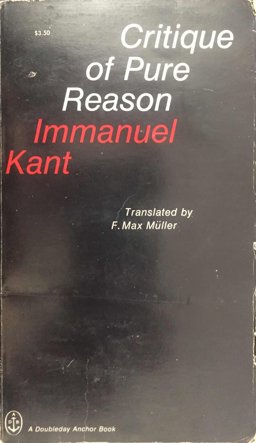 $3.50
Critique
of Pure
Reason
Immanuel
Kant
Translated by
F. Max Müller
A Doubleday Anchor Book